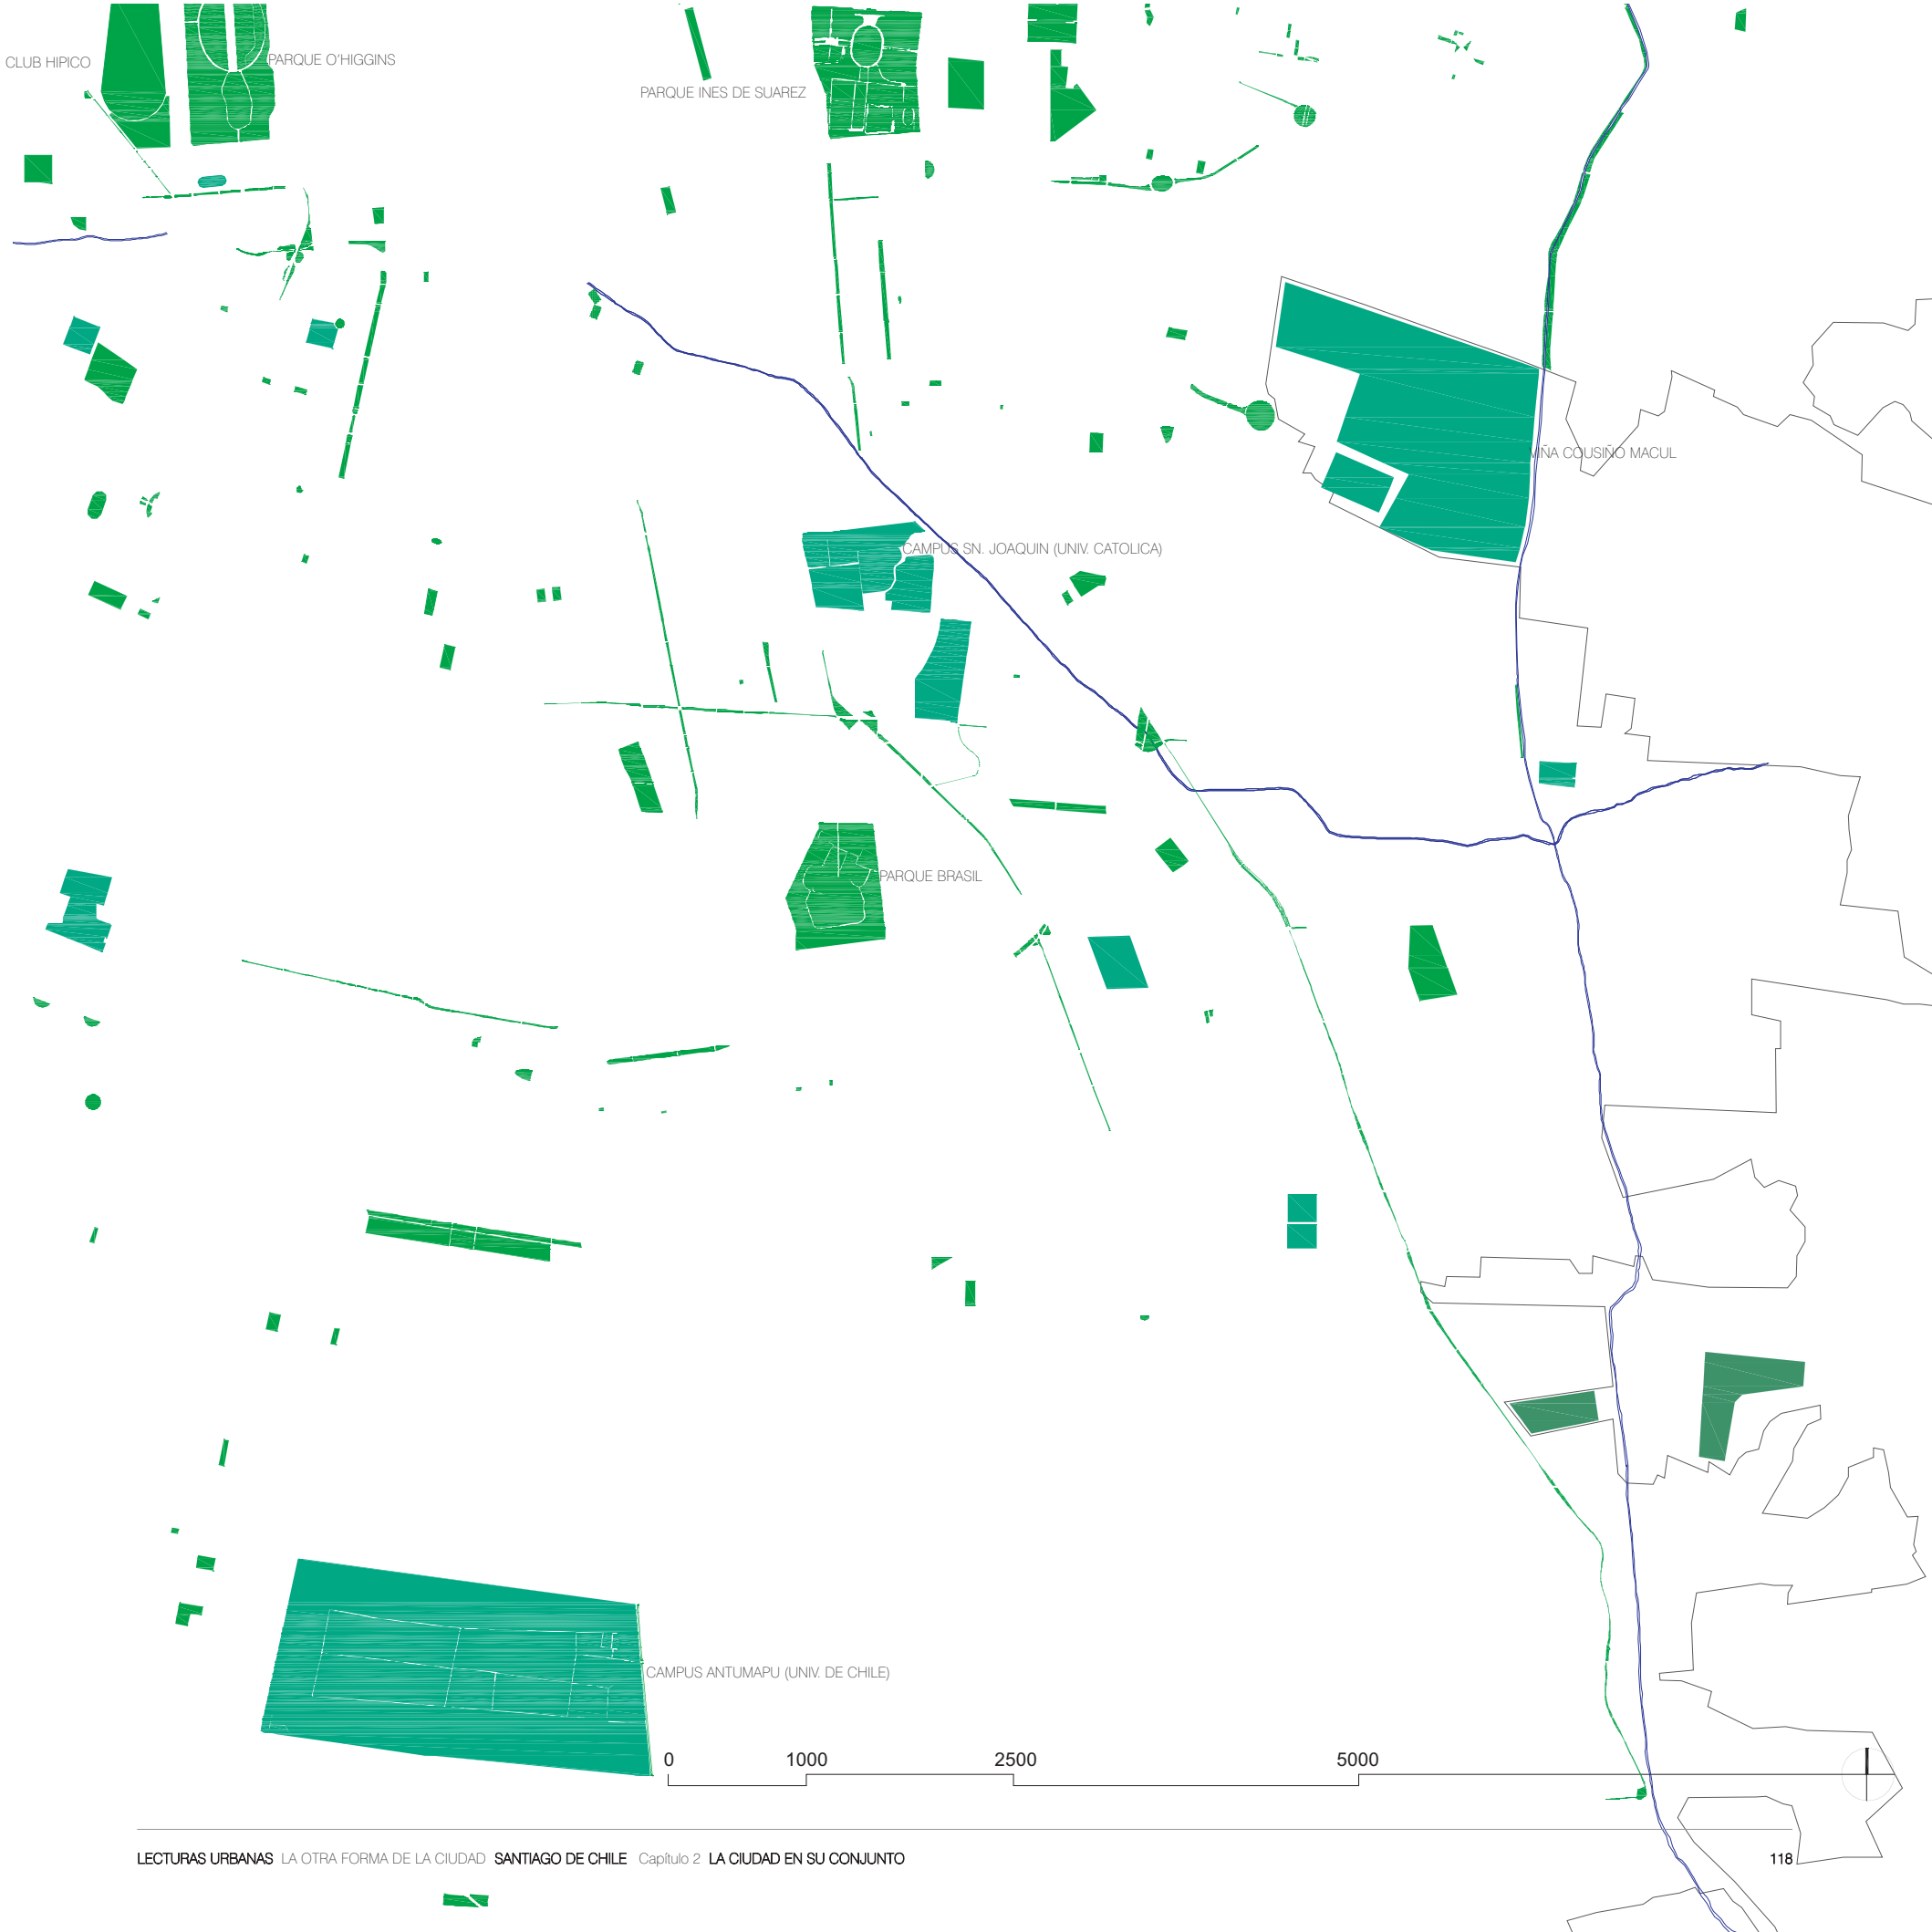 CLUB HIPICO
PARQUE O'HIGGINS
PARQUE INES DE SUAREZ
VIÑA COUSIÑO MACUL
CAMPUS SN. JOAQUIN (UNIV. CATOLICA)
PARQUE BRASIL
CAMPUS ANTUMAPU (UNIV. DE CHILE)
0 1000 2500 5000
LECTURAS URBANAS LA OTRA FORMA DE LA CIUDAD SANTIAGO DE CHILE Capítulo 2 LA CIUDAD EN SU CONJUNTO 118